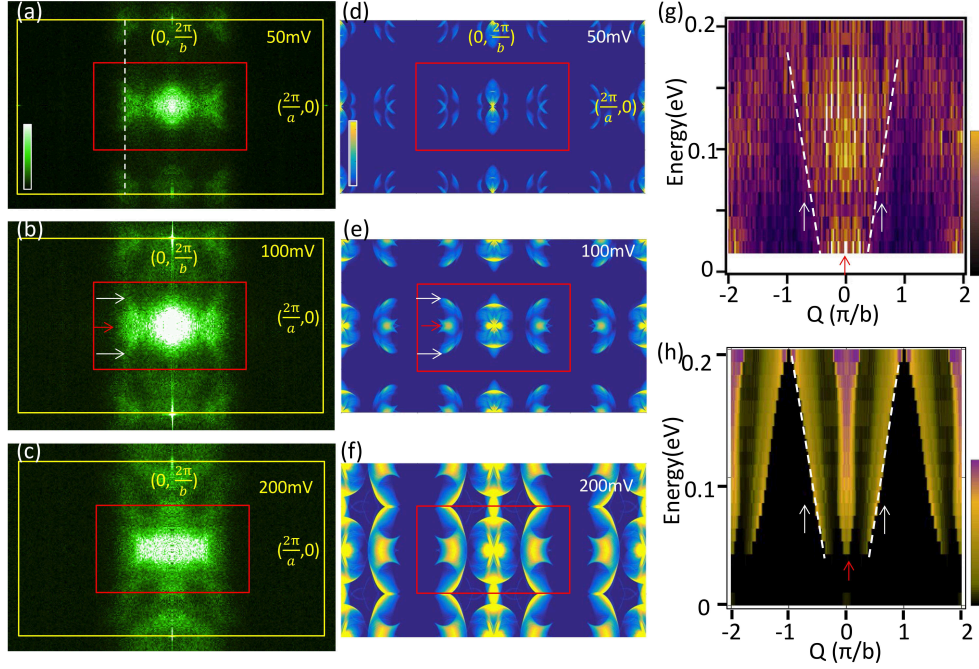 (a)
(0, 2π/b)
50mV
(2π/a,0)
(b)
100mV
(0, 2π/b)
(2π/a,0)
(c)
(0, 2π/b)
200mV
(2π/a,0)
(d)
(0, 2π/b)
50mV
(2π/a,0)
(e)
100mV
(f)
200mV
(g)
0.2
0.1
0
Energy(eV)
-2 -1 0 1 2
Q (π/b)
(h)
0.2
0.1
0
Energy(eV)
-2 -1 0 1 2
Q (π/b)